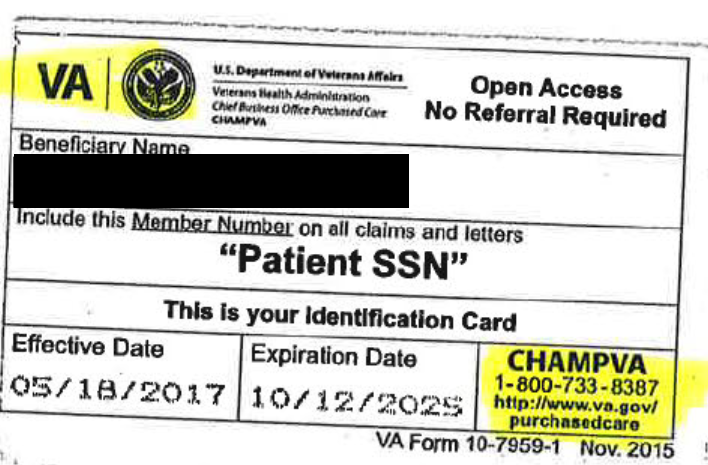 VA
U.S. Department of Veterans Affairs
Veterans Health Administration
Chief Business Office Purchased Care
CHAMPVA
Open Access
No Referral Required
Beneficiary Name
Include this Member Number on all claims and letters
“Patient SSN”
This is your Identification Card
Effective Date
05/18/2017
Expiration Date
10/12/2025
CHAMPVA
1-800-733-8387
http://www.va.gov/
purchasedcare
VA Form 10-7959-1 Nov. 2015